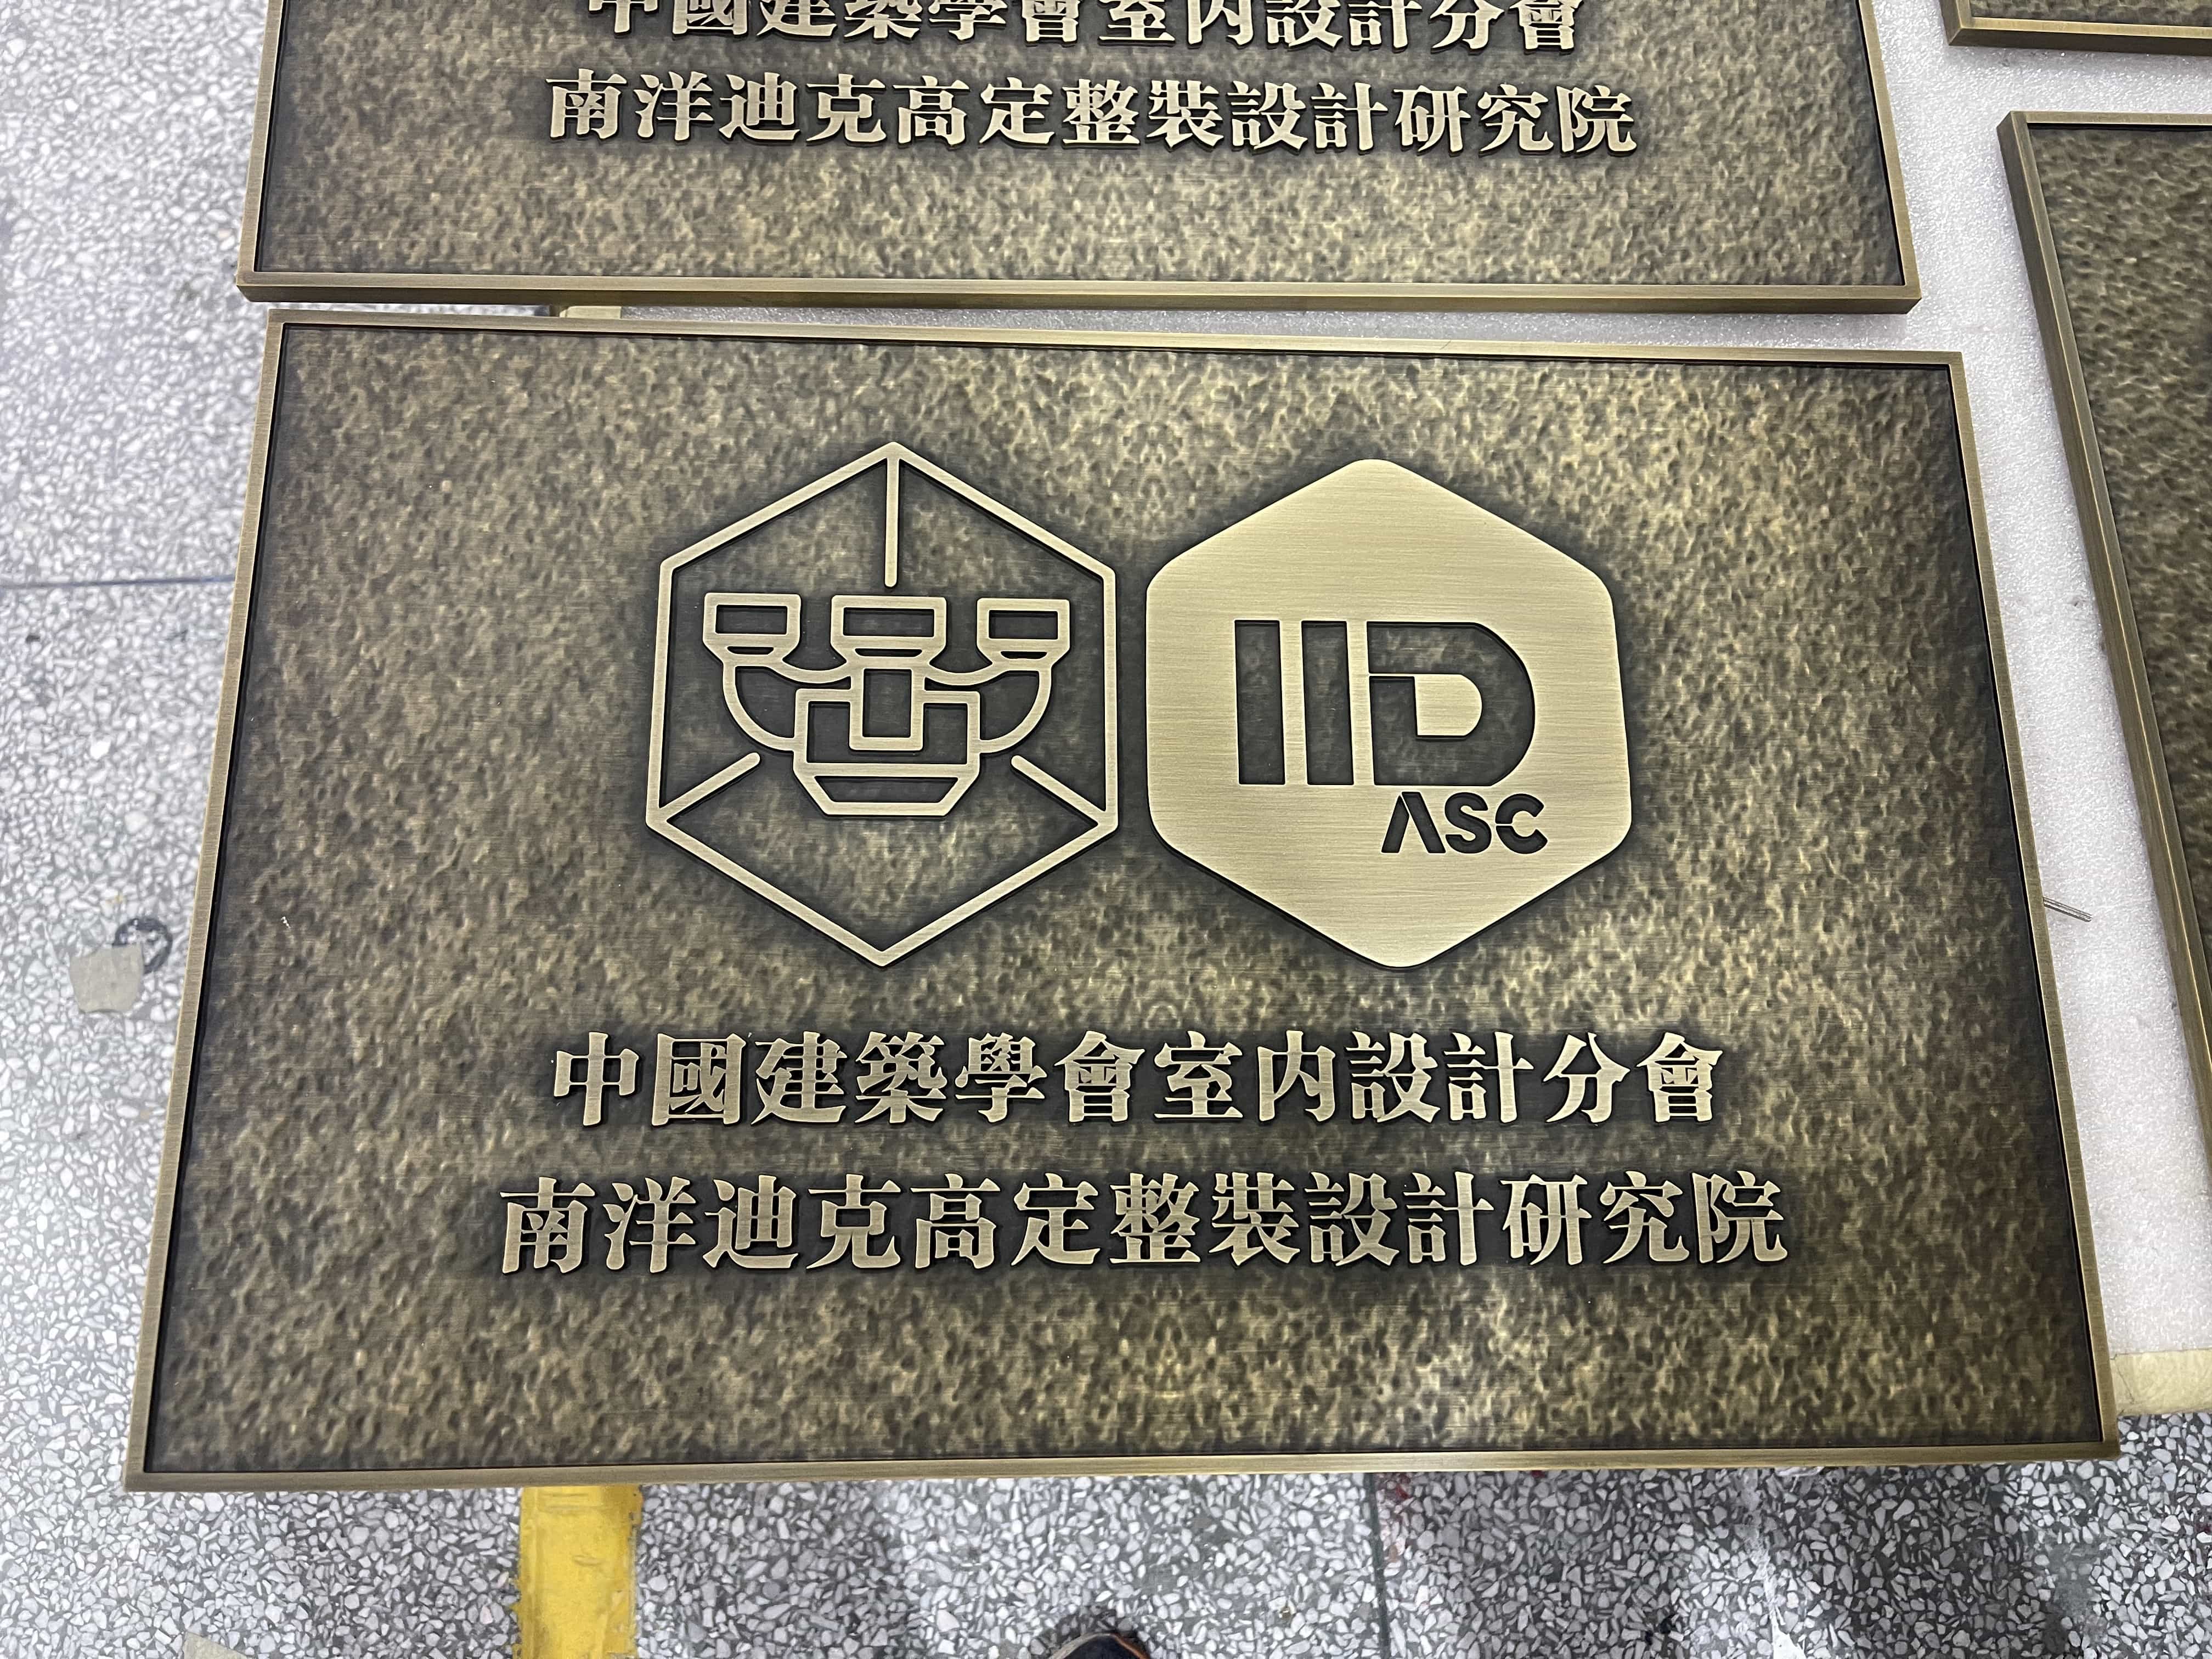 中國建築學會室内設計分會
南洋迪克高定整裝設計研究院
IID
ASC
中國建築學會室内設計分會
南洋迪克高定整裝設計研究院